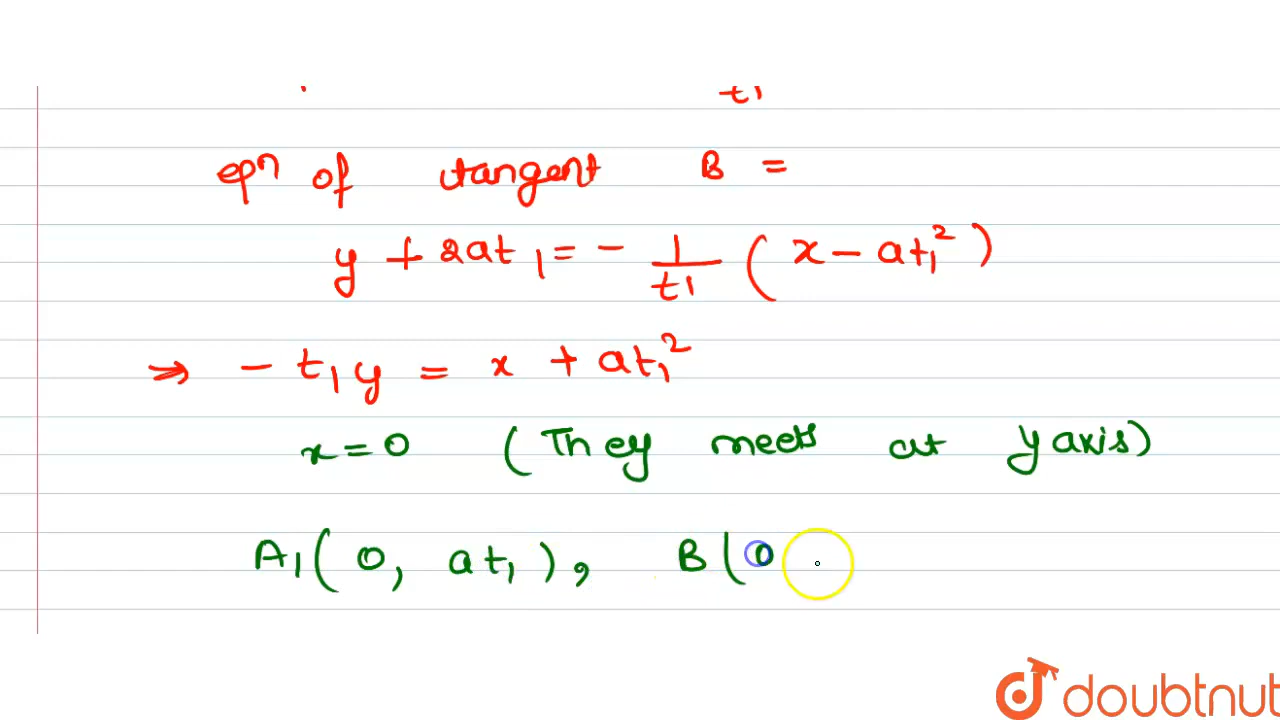 t1
eqn of tangent B =
y + 2at1 = - 1/t1 (x - at1²)
⇒ - t1y = x + at1²
x = 0 (They meets at y axis)
A1(0, at1), B(0
doubtnut